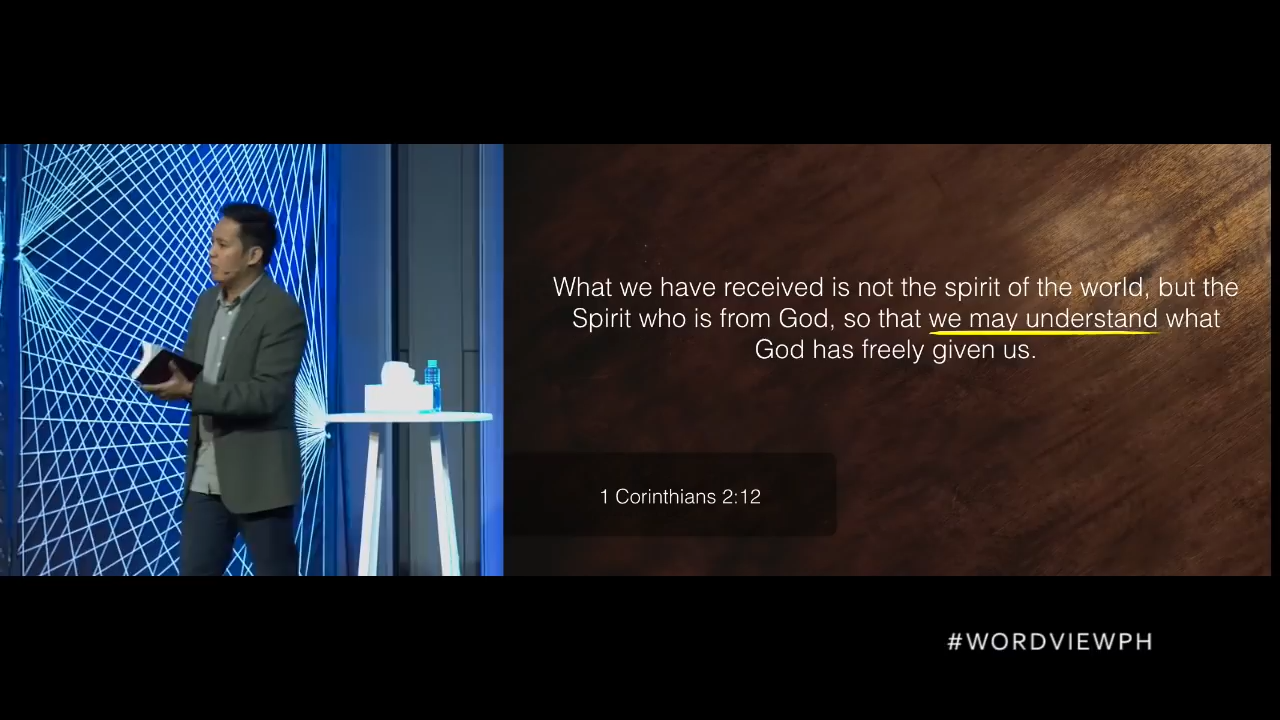 What we have received is not the spirit of the world, but the
Spirit who is from God, so that we may understand what
God has freely given us.
1 Corinthians 2:12
#WORDVIEWPH